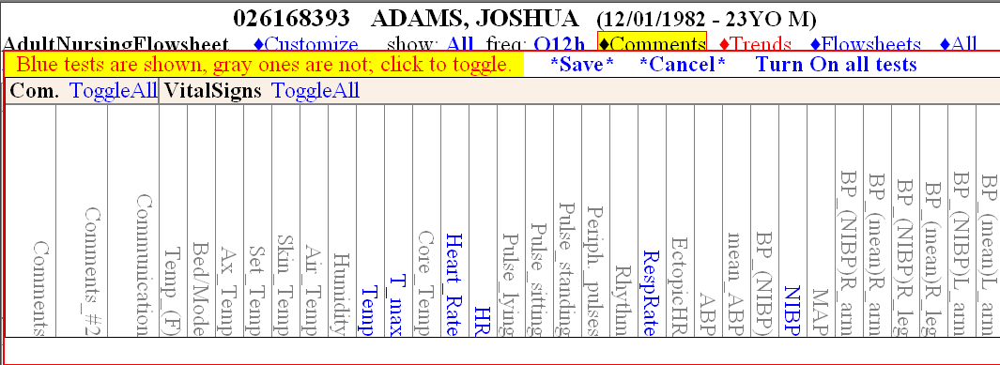 026168393 ADAMS, JOSHUA (12/01/1982 - 23YO M)
AdultNursingFlowsheet ♦Customize show: All freq: Q12h ♦Comments ♦Trends ♦Flowsheets ♦All
Blue tests are shown, gray ones are not; click to toggle. *Save* *Cancel* Turn On all tests
Com. ToggleAll VitalSigns ToggleAll
Comments
Comments_#2
Communication
Temp_(F)
Bed/Mode
Ax_Temp
Set_Temp
Skin_Temp
Air_Temp
Humidity
Temp
T_max
Core_Temp
Heart_Rate
HR
Pulse_lying
Pulse_sitting
Pulse_standing
Periph._pulses
Rhythm
RespRate
EctopicHR
ABP
mean_ABP
BP_(NIBP)
NIBP
MAP
BP_(NIBP)R_arm
BP_(mean)R_arm
BP_(NIBP)R_leg
BP_(mean)R_leg
BP_(NIBP)L_arm
BP_(mean)L_arm